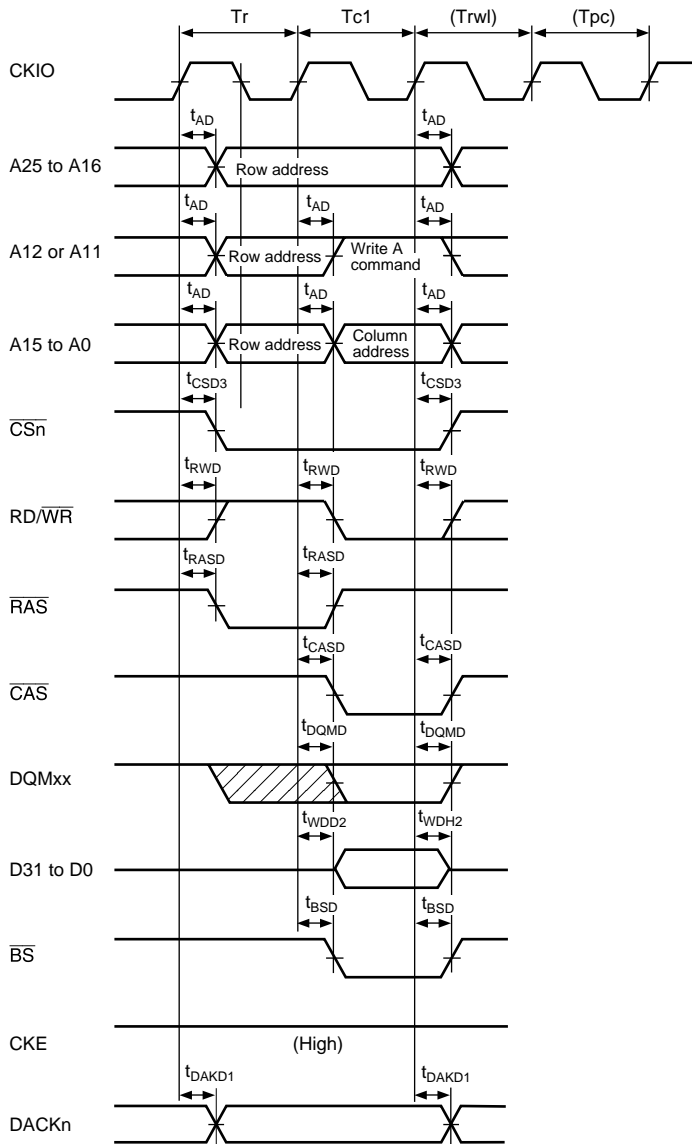 Tr Tc1 (Trwl) (Tpc)
CKIO
tAD tAD
A25 to A16 Row address
tAD tAD tAD
A12 or A11 Row address Write A command
tAD tAD tAD
A15 to A0 Row address Column address
tCSD3 tCSD3
CSn
tRWD tRWD tRWD
RD/WR
tRASD tRASD
RAS
tCASD tCASD
CAS
tDQMD tDQMD
DQMxx
tWDD2 tWDH2
D31 to D0
tBSD tBSD
BS
CKE (High)
tDAKD1 tDAKD1
DACKn